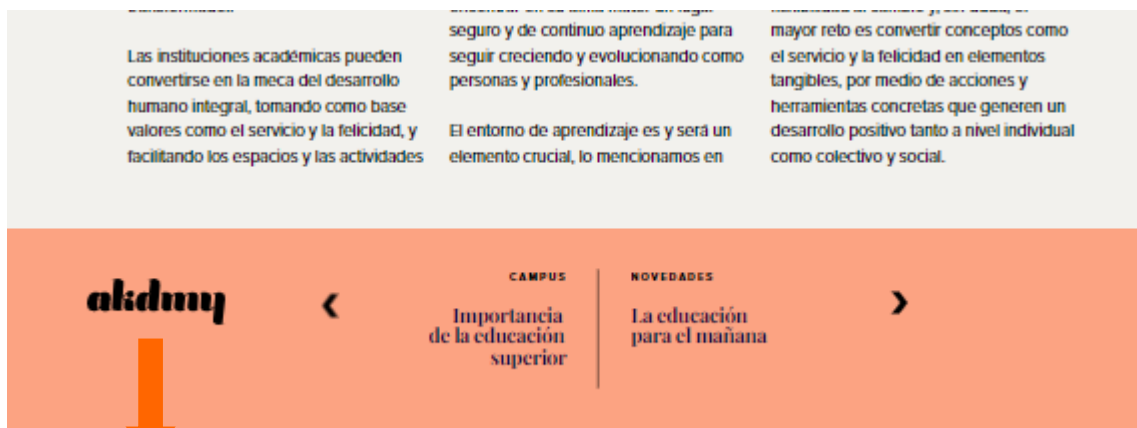 Las instituciones académicas pueden
convertirse en la meca del desarrollo
humano integral, tomando como base
valores como el servicio y la felicidad, y
facilitando los espacios y las actividades
seguro y de continuo aprendizaje para
seguir creciendo y evolucionando como
personas y profesionales.
El entorno de aprendizaje es y será un
elemento crucial, lo mencionamos en
mayor reto es convertir conceptos como
el servicio y la felicidad en elementos
tangibles, por medio de acciones y
herramientas concretas que generen un
desarrollo positivo tanto a nivel individual
como colectivo y social.
akdmy
CAMPUS
Importancia
de la educación
superior
NOVEDADES
La educación
para el mañana